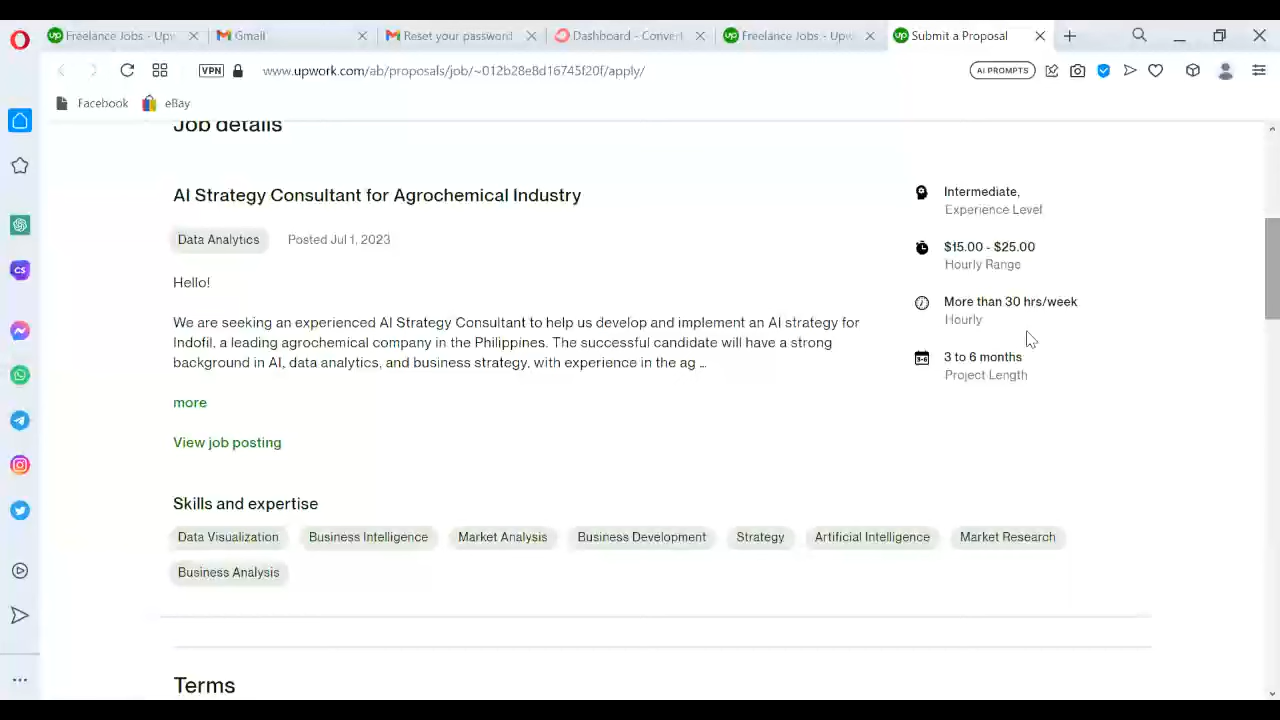 Freelance Jobs - Upw
Gmail
Reset your password
Dashboard - Convert
Freelance Jobs - Upw
Submit a Proposal
VPN
www.upwork.com/ab/proposals/job/~012b28e8d16745f20f/apply/
AI PROMPTS
Facebook
eBay
Job details
AI Strategy Consultant for Agrochemical Industry
Data Analytics
Posted Jul 1, 2023
Hello!
We are seeking an experienced AI Strategy Consultant to help us develop and implement an AI strategy for
Indofil, a leading agrochemical company in the Philippines. The successful candidate will have a strong
background in AI, data analytics, and business strategy, with experience in the ag ...
more
View job posting
Intermediate,
Experience Level
$15.00 - $25.00
Hourly Range
More than 30 hrs/week
Hourly
3 to 6 months
Project Length
Skills and expertise
Data Visualization
Business Intelligence
Market Analysis
Business Development
Strategy
Artificial Intelligence
Market Research
Business Analysis
Terms
CS